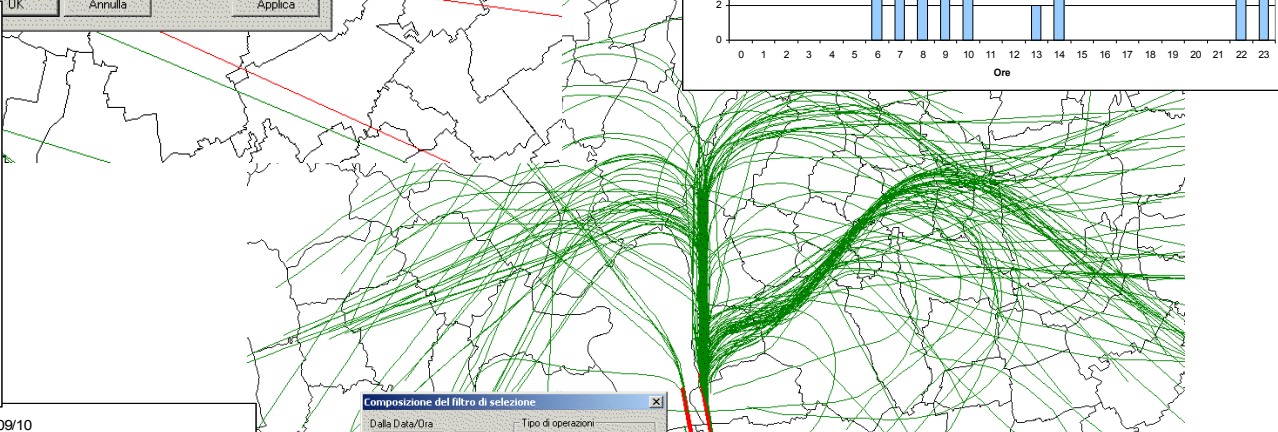 OK Annulla Applica
2
0
0 1 2 3 4 5 6 7 8 9 10 11 12 13 14 15 16 17 18 19 20 21 22 23
Ore
Composizione del filtro di selezione
Dalla Data/Ora Tipo di operazioni
09/10